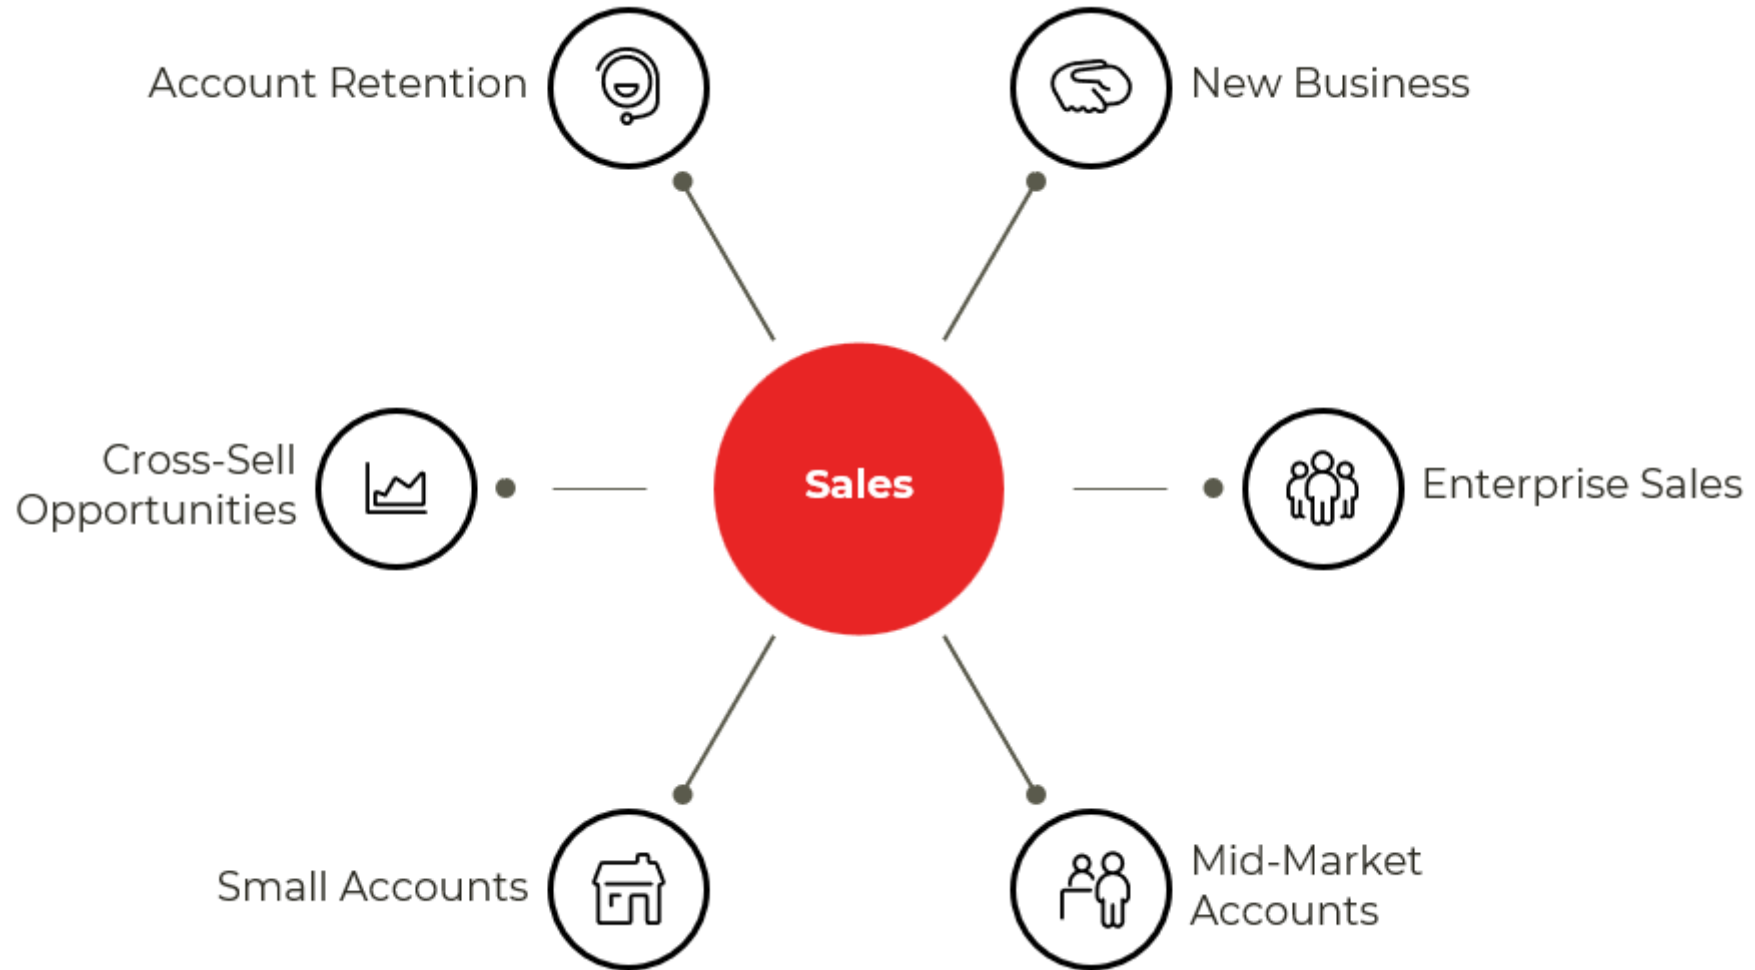 Account Retention
New Business
Cross-Sell
Opportunities
Sales
Enterprise Sales
Small Accounts
Mid-Market
Accounts